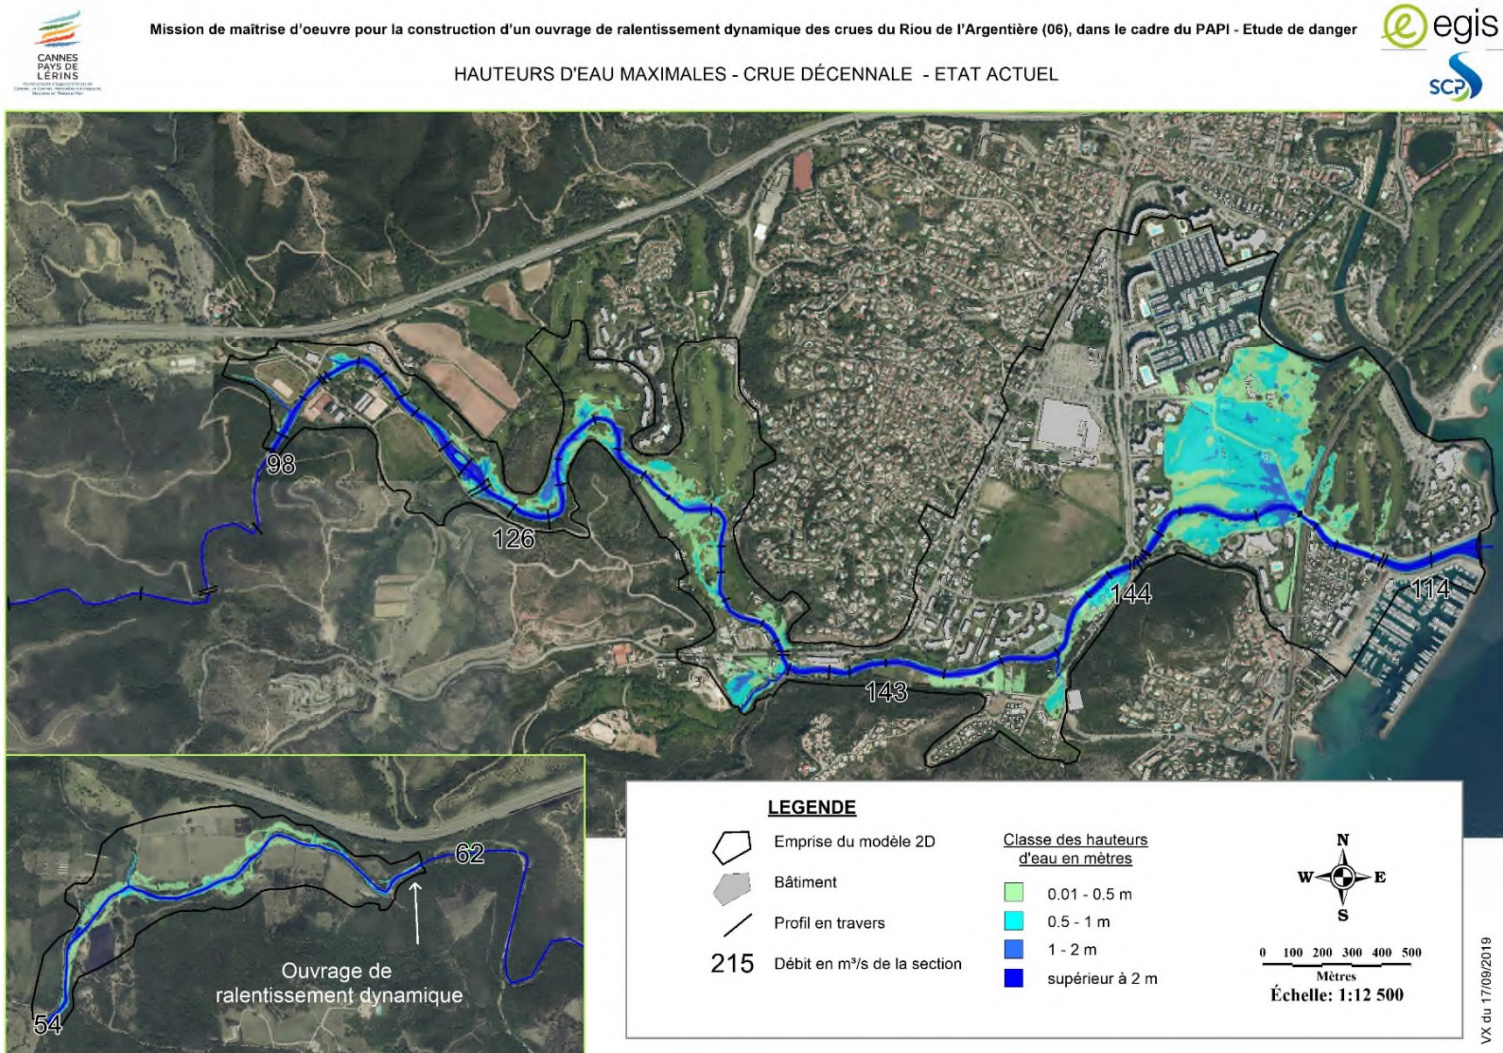 Mission de maîtrise d'oeuvre pour la construction d'un ouvrage de ralentissement dynamique des crues du Riou de l'Argentière (06), dans le cadre du PAPI - Etude de danger
HAUTEURS D'EAU MAXIMALES - CRUE DÉCENNALE - ETAT ACTUEL
CANNES
PAYS DE
LÉRINS
egis
SCP
98
126
143
144
114
62
54
Ouvrage de
ralentissement dynamique
LEGENDE
Emprise du modèle 2D
Bâtiment
Profil en travers
215 Débit en m³/s de la section
Classe des hauteurs
d'eau en mètres
0.01 - 0.5 m
0.5 - 1 m
1 - 2 m
supérieur à 2 m
N
W E
S
0 100 200 300 400 500
Mètres
Échelle: 1:12 500
VX du 17/09/2019